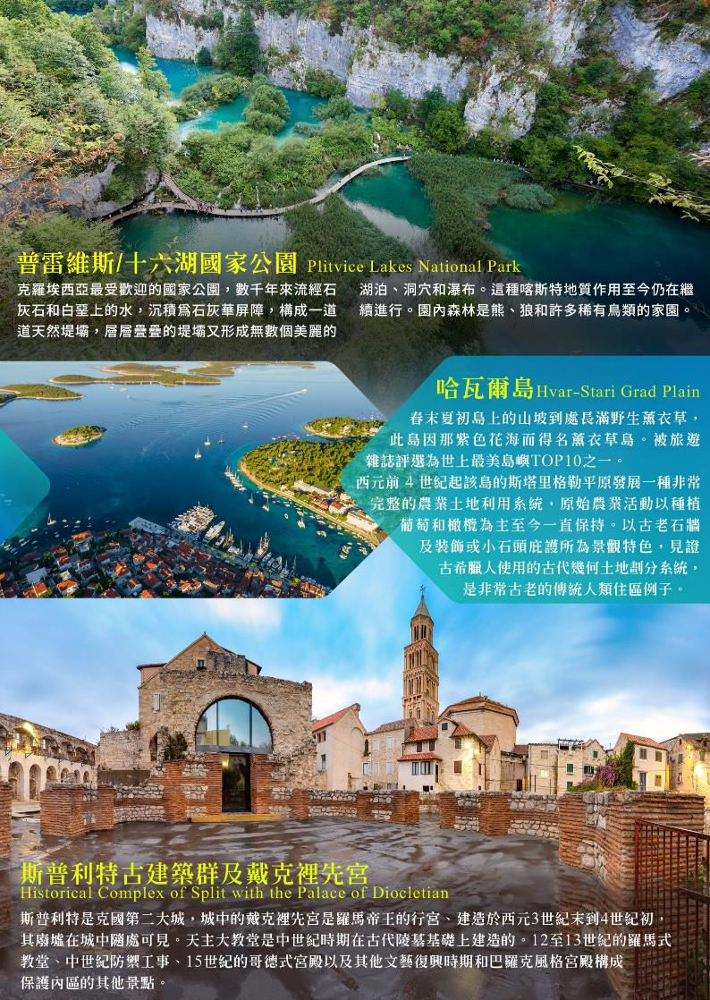 普雷維斯/十六湖國家公園 Plitvice Lakes National Park
克羅埃西亞最受歡迎的國家公園，數千年來流經石
灰石和白堊上的水，沉積為石灰華屏障，構成一道
道天然堤壩，層層疊疊的堤壩又形成無數個美麗的
湖泊、洞穴和瀑布。這種喀斯特地質作用至今仍在繼
續進行。園內森林是熊、狼和許多稀有鳥類的家園。
哈瓦爾島Hvar-Stari Grad Plain
春末夏初島上的山坡到處長滿野生薰衣草，
此島因那紫色花海而得名薰衣草島。被旅遊
雜誌評選為世上最美島嶼TOP10之一。
西元前 4 世紀起該島的斯塔里格勒平原發展一種非常
完整的農業土地利用系統，原始農業活動以種植
葡萄和橄欖為主至今一直保持。以古老石牆
及裝飾或小石頭庇護所為景觀特色，見證
古希臘人使用的古代幾何土地劃分系統，
是非常古老的傳統人類住區例子。
斯普利特古建築群及戴克裡先宮
Historical Complex of Split with the Palace of Diocletian
斯普利特是克國第二大城，城中的戴克裡先宮是羅馬帝王的行宮、建造於西元3世紀末到4世紀初，
其廢墟在城中隨處可見。天主大教堂是中世紀時期在古代陵墓基礎上建造的。12至13世紀的羅馬式
教堂、中世紀防禦工事、15世紀的哥德式宮殿以及其他文藝復興時期和巴羅克風格宮殿構成
保護內區的其他景點。